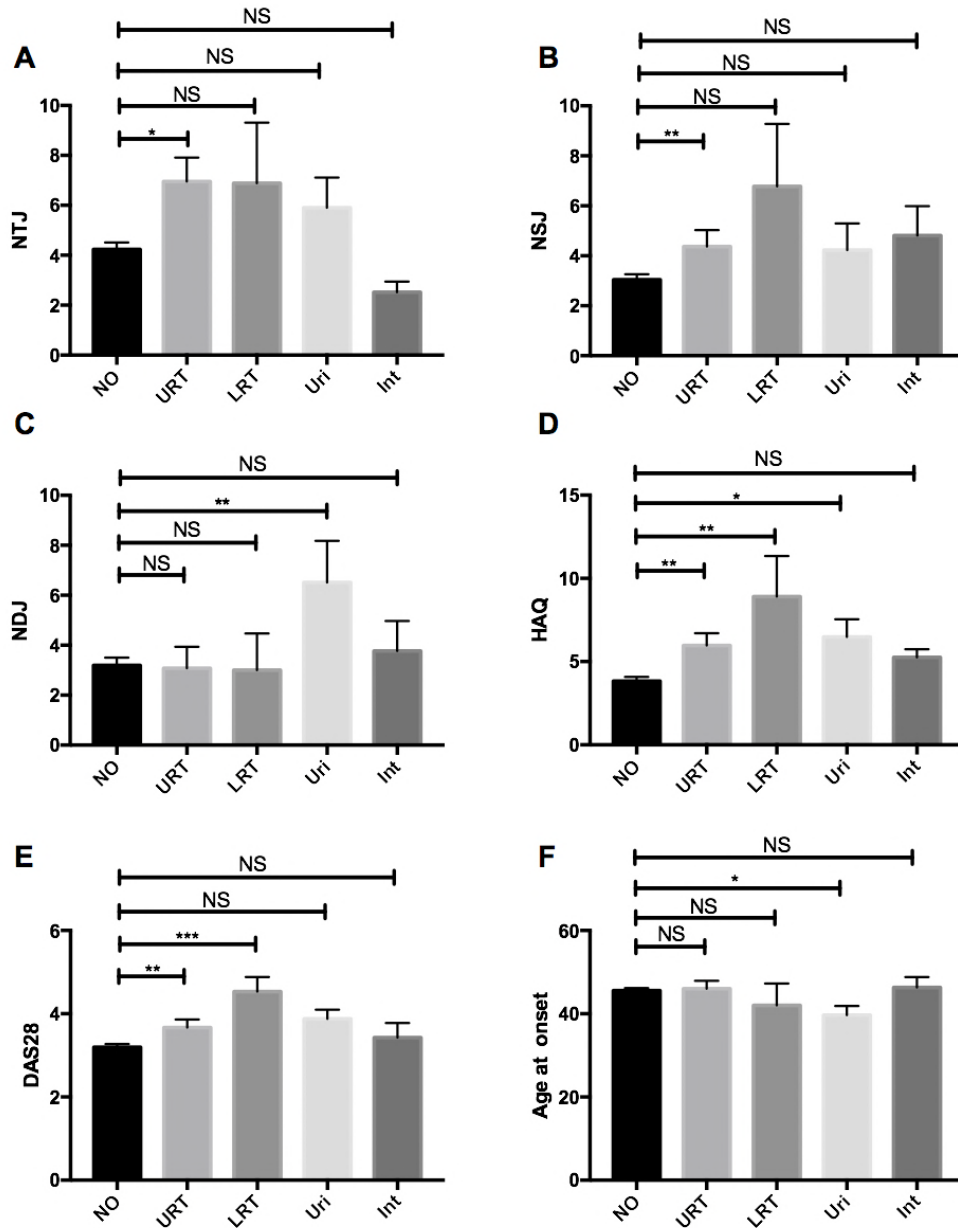 A
NS
NS
NS
*
NTJ
10
8
6
4
2
0
NO URT LRT Uri Int
B
NS
NS
NS
**
NSJ
10
8
6
4
2
0
NO URT LRT Uri Int
C
NS
**
NS
NS
NDJ
10
8
6
4
2
0
NO URT LRT Uri Int
D
NS
*
**
**
HAQ
15
10
5
0
NO URT LRT Uri Int
E
NS
NS
***
**
DAS28
6
4
2
0
NO URT LRT Uri Int
F
NS
*
NS
NS
Age at onset
60
40
20
0
NO URT LRT Uri Int